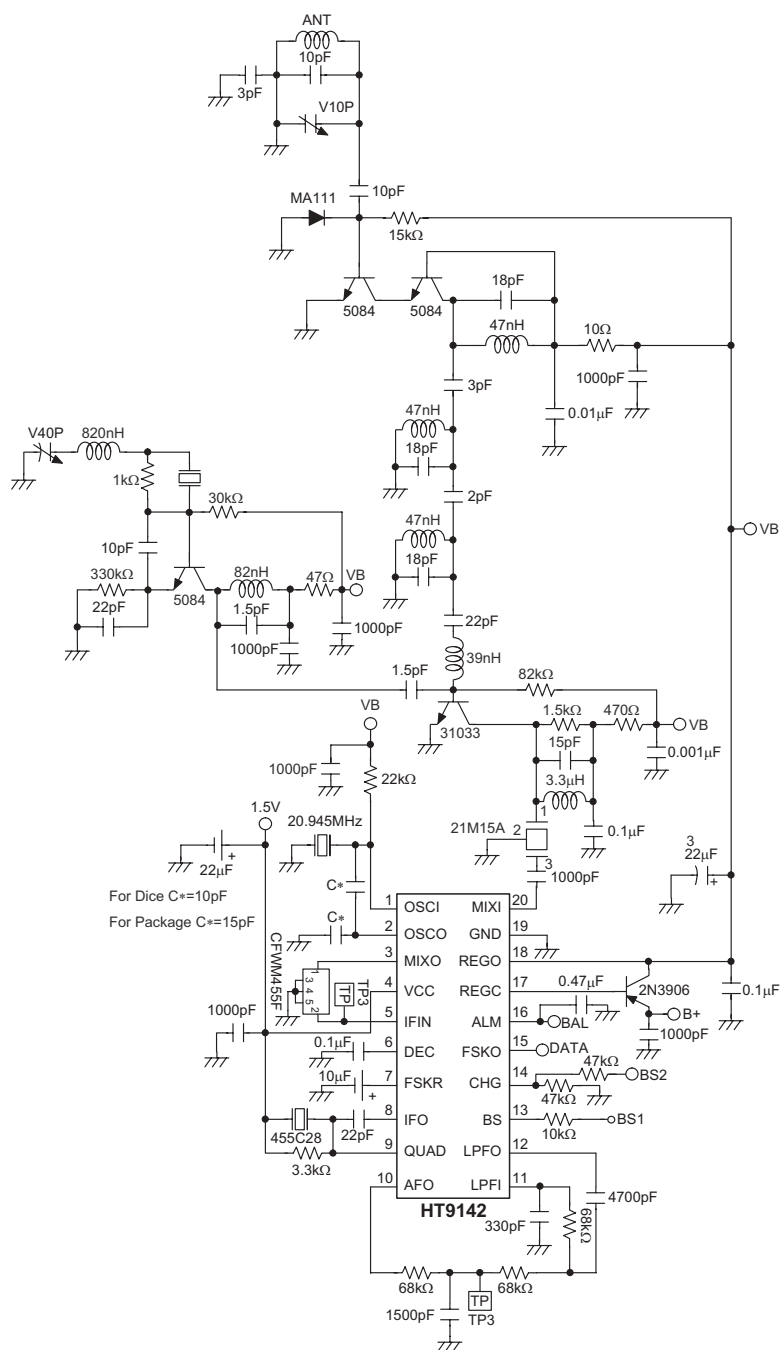 ANT
10pF
3pF
V10P
10pF
MA111
15kΩ
5084
5084
18pF
47nH
10Ω
1000pF
3pF
0.01μF
47nH
18pF
V40P
820nH
1kΩ
30kΩ
2pF
VB
10pF
47nH
18pF
330kΩ
22pF
5084
82nH
47Ω
VB
1.5pF
1000pF
1000pF
22pF
39nH
1.5pF
82kΩ
VB
31033
1.5kΩ
470Ω
VB
15pF
0.001μF
1000pF
22kΩ
3.3μH
1.5V
20.945MHz
21M15A
1
2
3
0.1μF
22μF
+
1000pF
3
22μF
+
For Dice C*=10pF
For Package C*=15pF
C*
C*
1 OSCI MIXI 20
2 OSCO GND 19
3 MIXO REGO 18
4 VCC REGC 17
5 IFIN ALM 16
6 DEC FSKO 15
7 FSKR CHG 14
8 IFO BS 13
9 QUAD LPFO 12
10 AFO LPFI 11
HT9142
CFWM455F
1
3
4
5
2
TP3
TP
0.47μF
2N3906
0.1μF
B+
BAL
1000pF
1000pF
0.1μF
DATA
47kΩ
BS2
10μF
+
47kΩ
455C28
22pF
BS1
10kΩ
3.3kΩ
4700pF
330pF
68kΩ
68kΩ
68kΩ
TP
TP3
1500pF